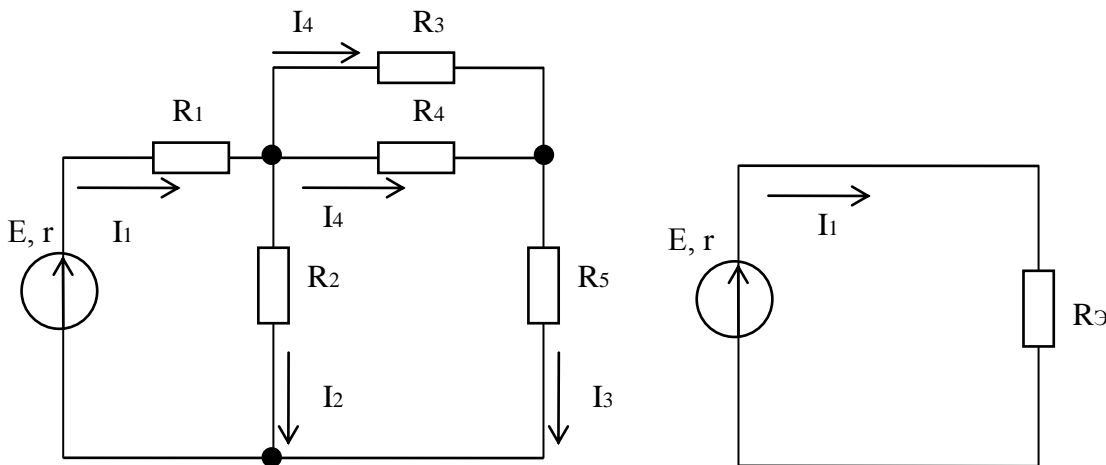 I4 R3
R1 R4
E, r I1 I4
R2 R5
I2 I3
I1
E, r
RЭ